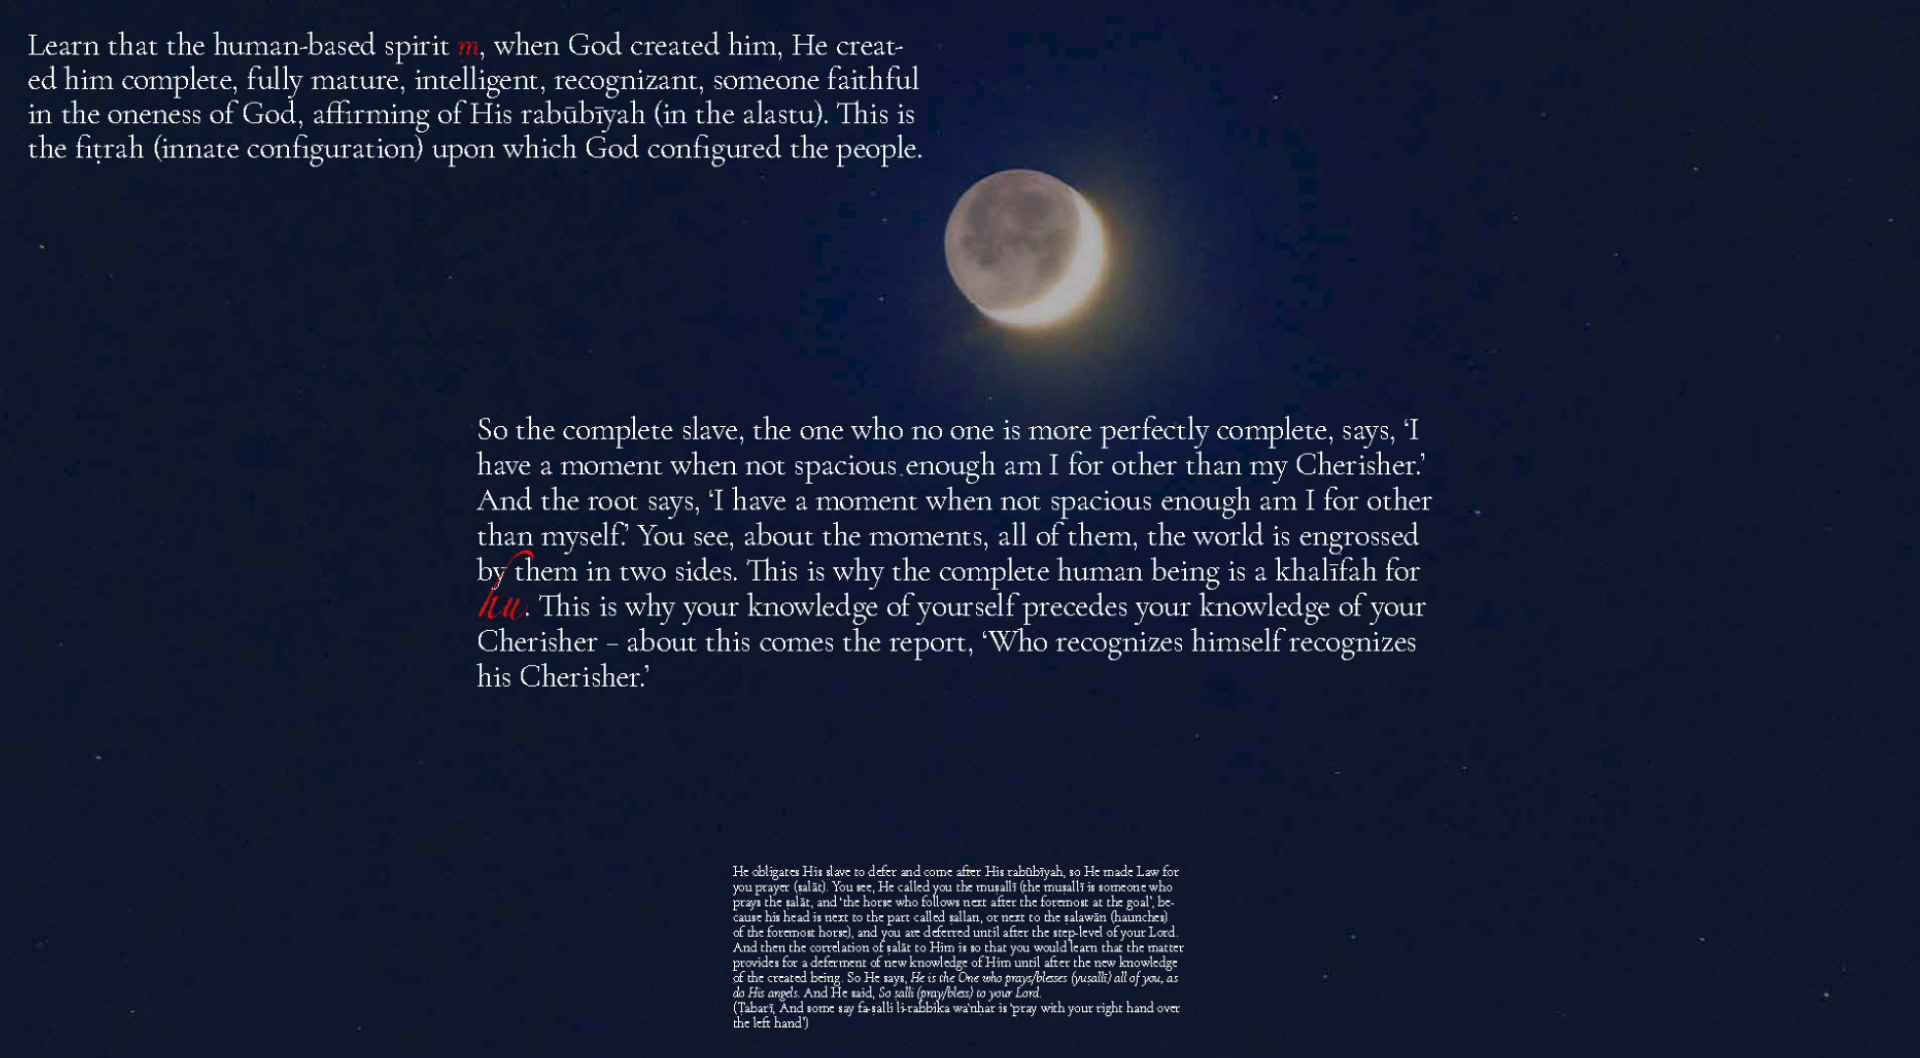 Learn that the human-based spirit m, when God created him, He creat-
ed him complete, fully mature, intelligent, recognizant, someone faithful
in the oneness of God, affirming of His rabūbīyah (in the alastu). This is
the fiṭrah (innate configuration) upon which God configured the people.
So the complete slave, the one who no one is more perfectly complete, says, ‘I
have a moment when not spacious enough am I for other than my Cherisher.’
And the root says, ‘I have a moment when not spacious enough am I for other
than myself.’ You see, about the moments, all of them, the world is engrossed
by them in two sides. This is why the complete human being is a khalīfah for
hu. This is why your knowledge of yourself precedes your knowledge of your
Cherisher – about this comes the report, ‘Who recognizes himself recognizes
his Cherisher.’
He obligates His slave to defer and come after His rabūbīyah, so He made Law for
you prayer (ṣalāt). You see, He called you the muṣallī (the muṣallī is someone who
prays the ṣalāt, and ‘the horse who follows next after the foremost at the goal’, be-
cause his head is next to the part called ṣallan, or next to the ṣalawān (haunches)
of the foremost horse), and you are deferred until after the step-level of your Lord.
And then the correlation of ṣalāt to Him is so that you would learn that the matter
provides for a deferment of new knowledge of Him until after the new knowledge
of the created being. So He says, He is the One who prays/blesses (yuṣallī) all of you, as
do His angels. And He said, So ṣalli (pray/bless) to your Lord.
(Ṭabarī, And some say fa-ṣalli li-rabbika wa’nḥar is ‘pray with your right hand over
the left hand’)